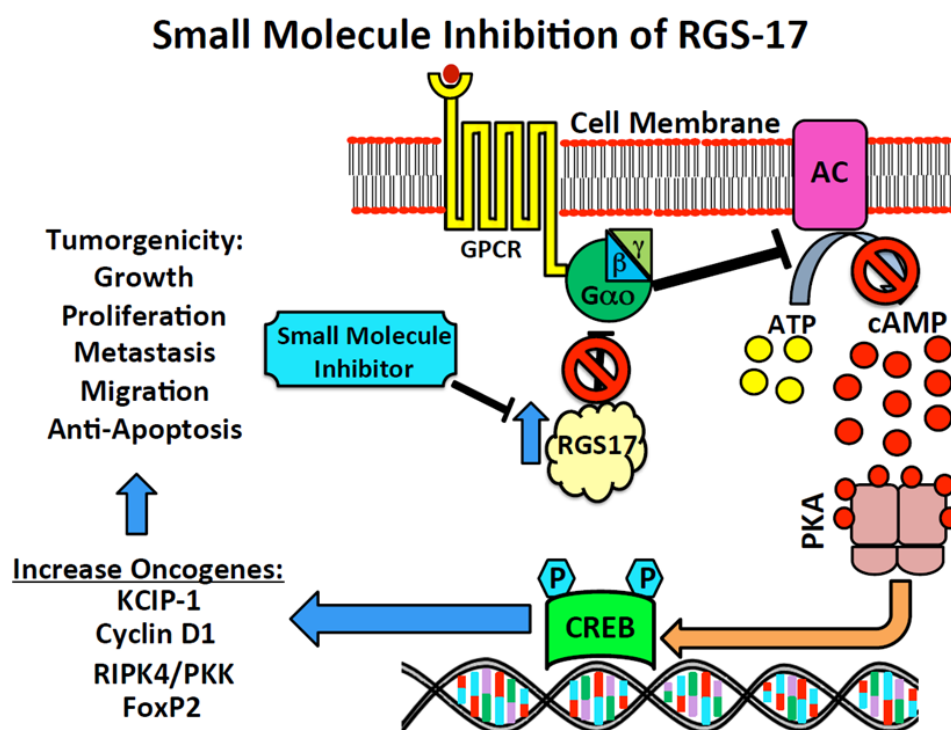 Small Molecule Inhibition of RGS-17
Cell Membrane
AC
GPCR
γ
β
Gαo
Tumorgenicity:
Growth
Proliferation
Metastasis
Migration
Anti-Apoptosis
Small Molecule
Inhibitor
RGS17
ATP
cAMP
PKA
Increase Oncogenes:
KCIP-1
Cyclin D1
RIPK4/PKK
FoxP2
P
P
CREB